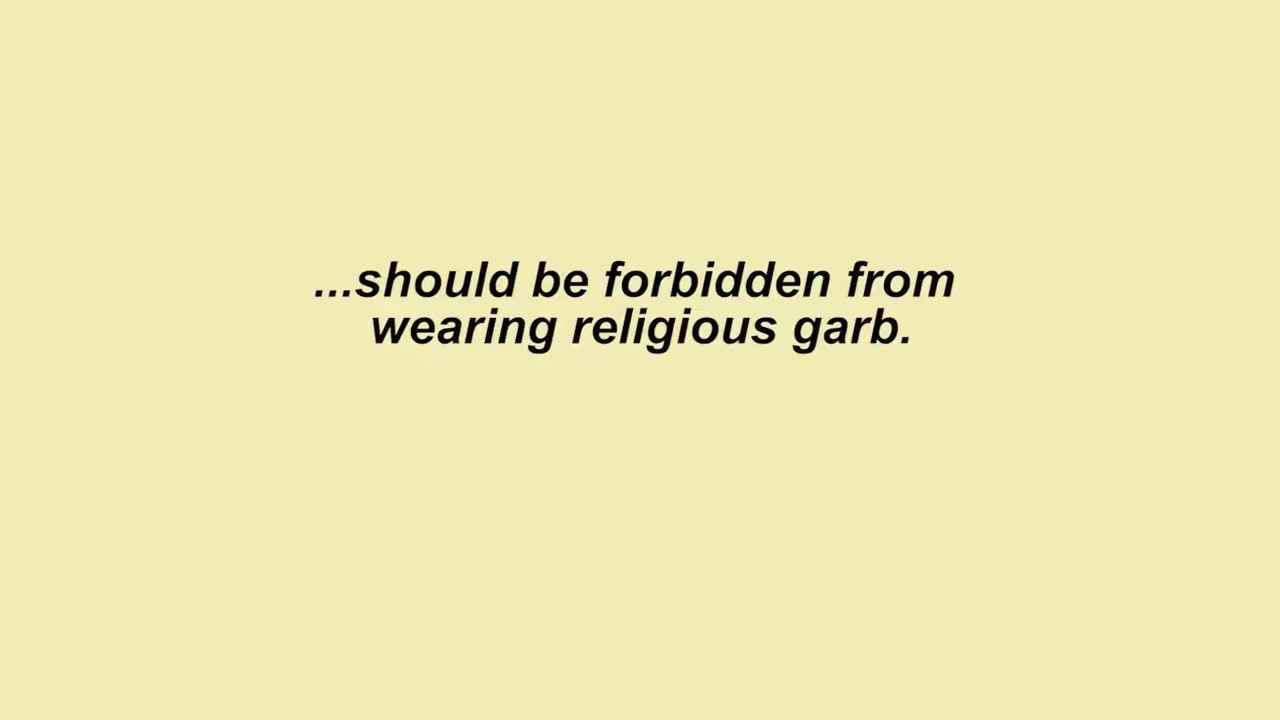 ...should be forbidden from
wearing religious garb.